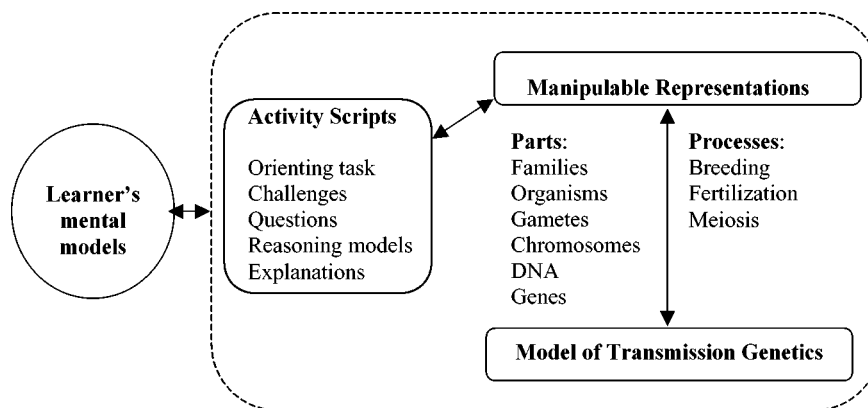 Learner's
mental
models
Activity Scripts
Orienting task
Challenges
Questions
Reasoning models
Explanations
Manipulable Representations
Parts:
Families
Organisms
Gametes
Chromosomes
DNA
Genes
Processes:
Breeding
Fertilization
Meiosis
Model of Transmission Genetics